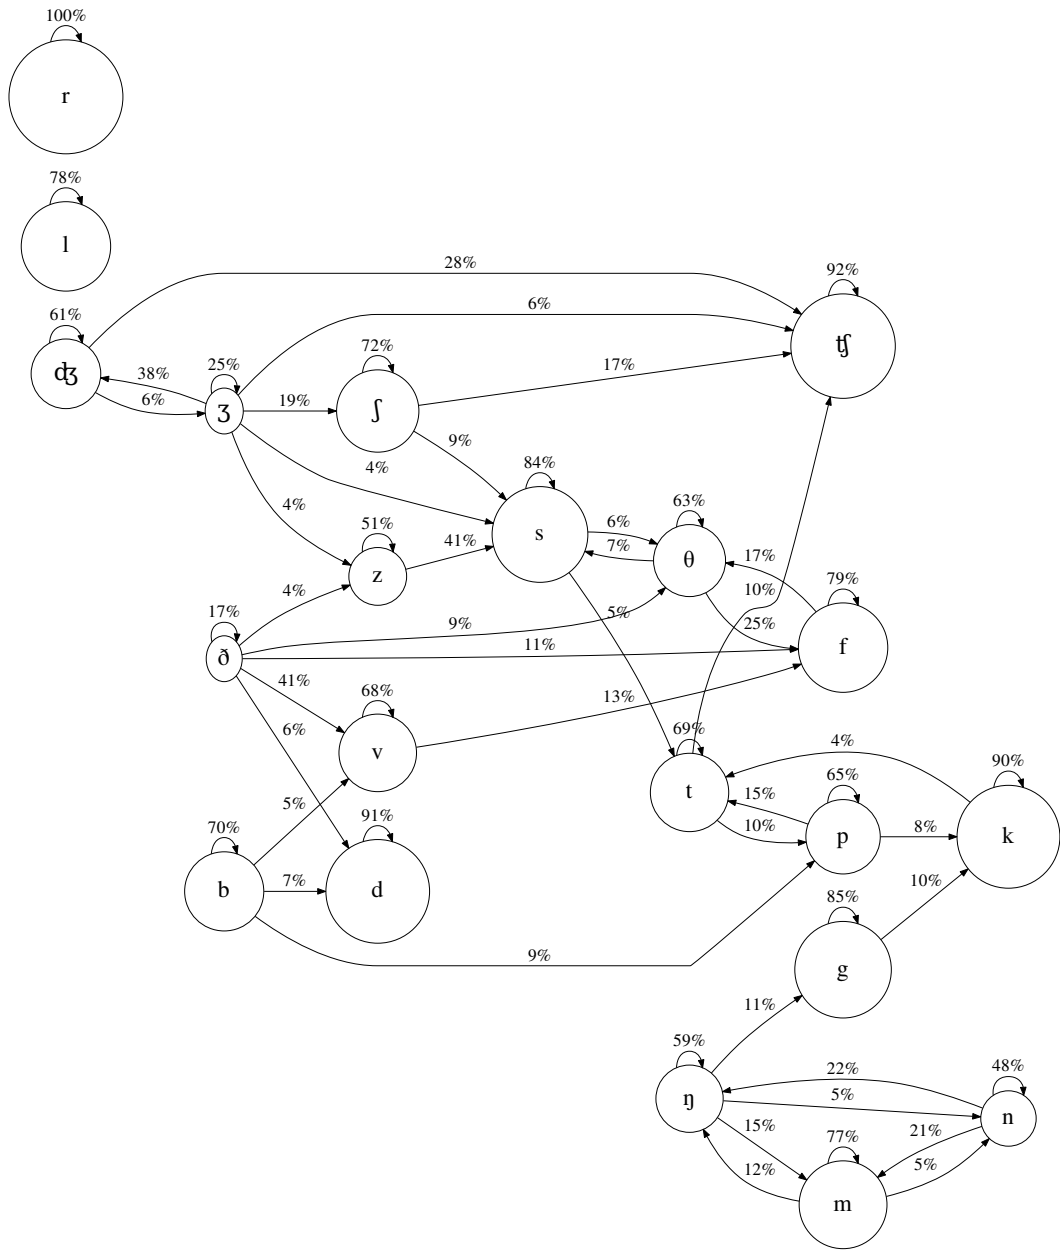 100%
r
78%
l
28%
92%
61%
6%
ʧ
72%
17%
ʤ
38%
25%
6%
19%
ʒ
ʃ
9%
4%
84%
4%
51%
41%
s
6%
63%
7%
z
θ
17%
79%
4%
10%
17%
9%
5%
25%
f
ð
11%
41%
68%
13%
6%
69%
v
4%
90%
65%
5%
t
15%
70%
91%
10%
p
8%
k
b
7%
d
85%
10%
9%
g
11%
59%
22%
48%
5%
ŋ
n
15%
77%
21%
12%
5%
m